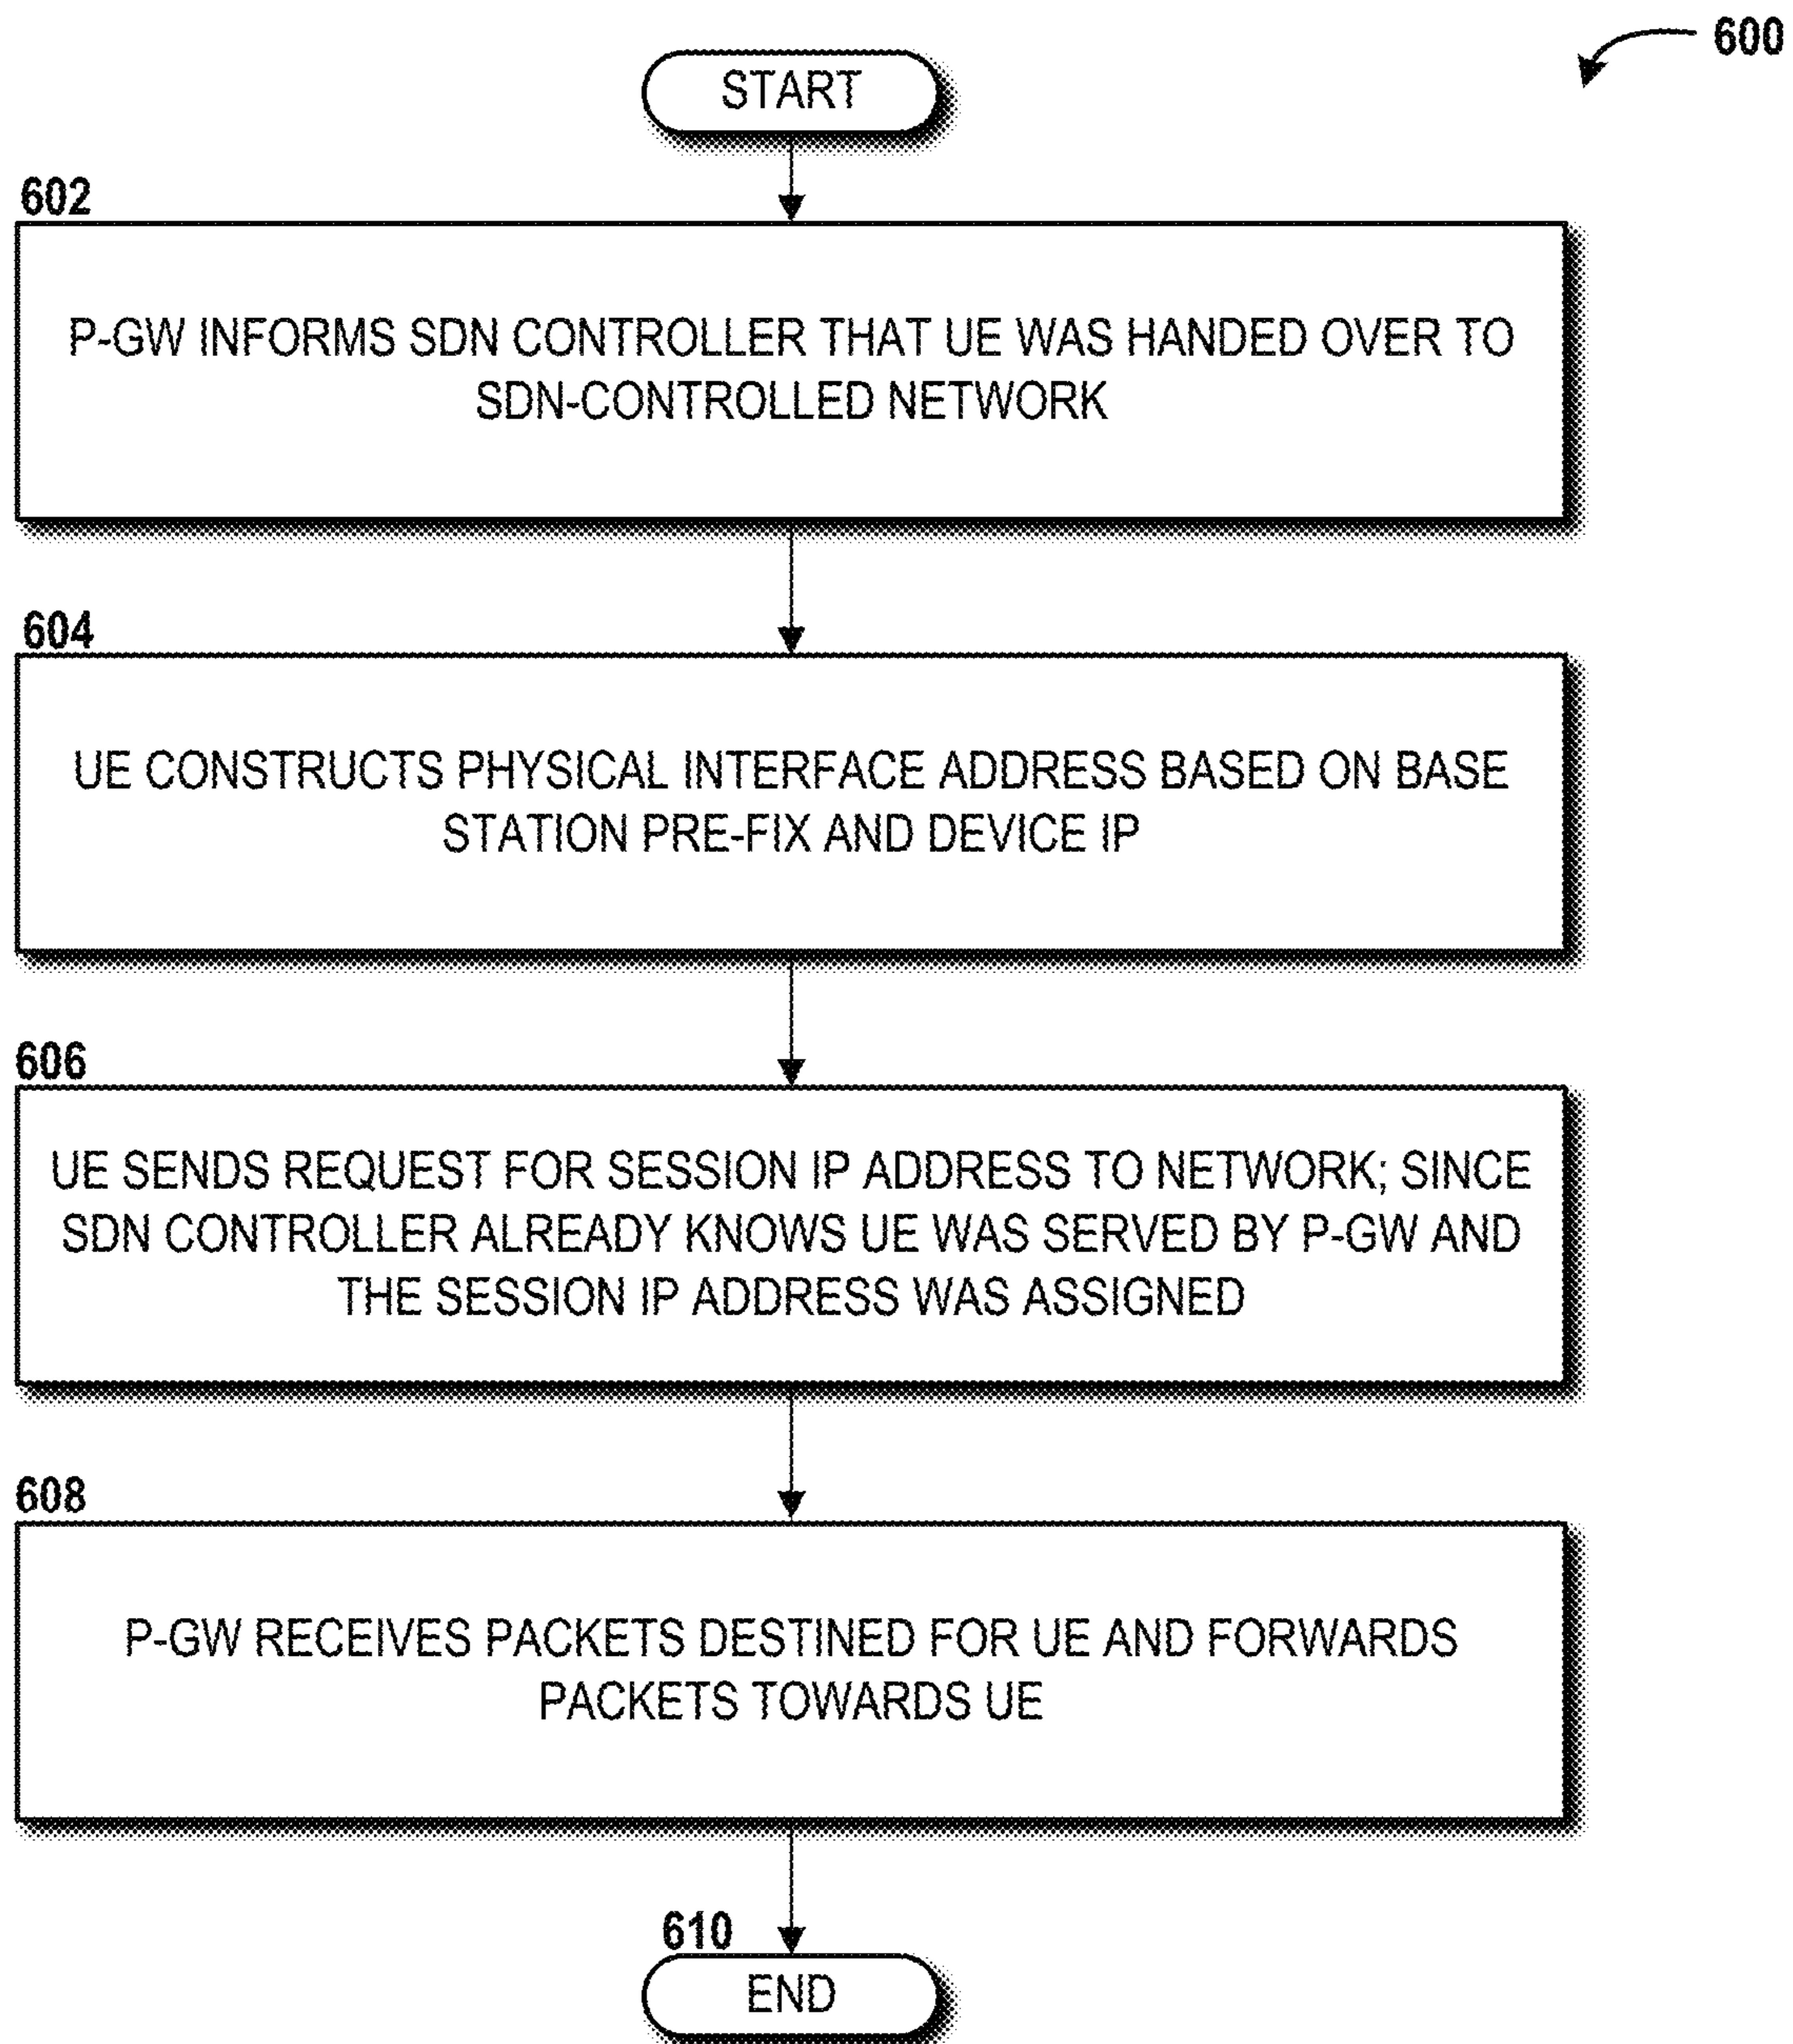 600
START
602
P-GW INFORMS SDN CONTROLLER THAT UE WAS HANDED OVER TO
SDN-CONTROLLED NETWORK
604
UE CONSTRUCTS PHYSICAL INTERFACE ADDRESS BASED ON BASE
STATION PRE-FIX AND DEVICE IP
606
UE SENDS REQUEST FOR SESSION IP ADDRESS TO NETWORK; SINCE
SDN CONTROLLER ALREADY KNOWS UE WAS SERVED BY P-GW AND
THE SESSION IP ADDRESS WAS ASSIGNED
608
P-GW RECEIVES PACKETS DESTINED FOR UE AND FORWARDS
PACKETS TOWARDS UE
610
END